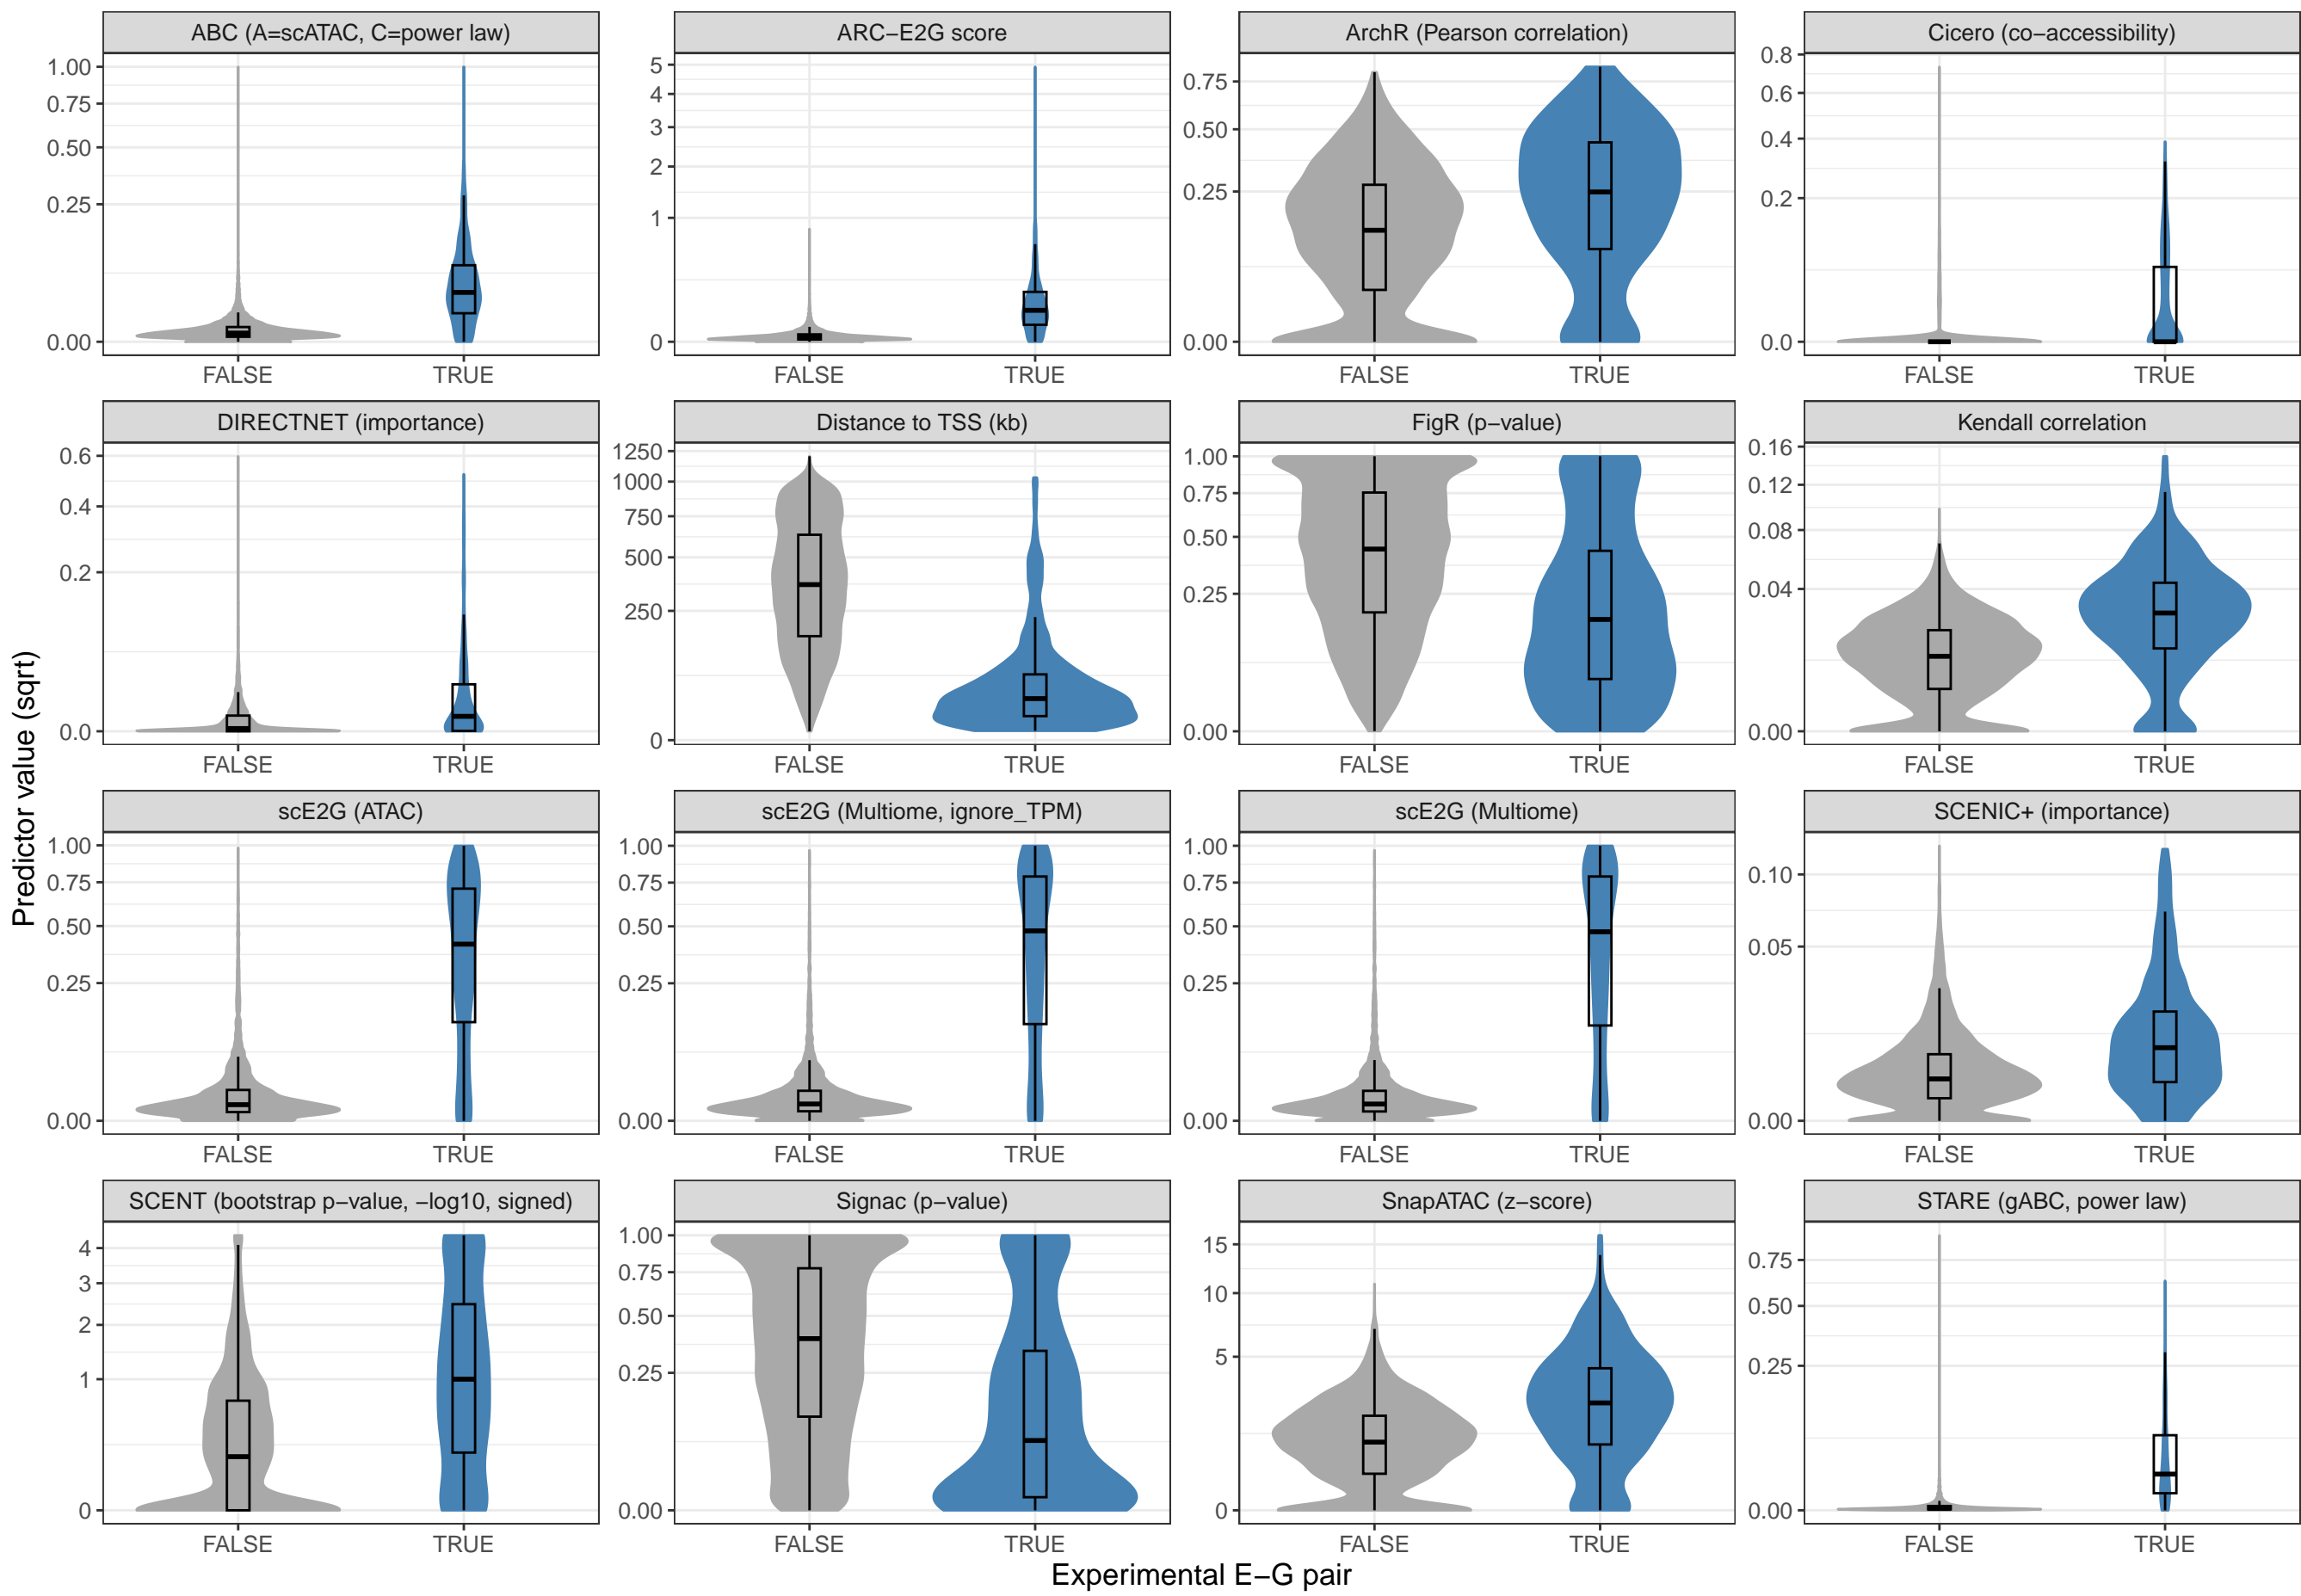 ABC (A=scATAC, C=power law)
ARC−E2G score
ArchR (Pearson correlation)
Cicero (co−accessibility)
1.00
0.75
0.50
0.25
0.00
FALSE
TRUE
5
4
3
2
1
0
FALSE
TRUE
0.75
0.50
0.25
0.00
FALSE
TRUE
0.8
0.6
0.4
0.2
0.0
FALSE
TRUE
DIRECTNET (importance)
Distance to TSS (kb)
FigR (p−value)
Kendall correlation
0.6
0.4
0.2
0.0
FALSE
TRUE
1250
1000
750
500
250
0
FALSE
TRUE
1.00
0.75
0.50
0.25
0.00
FALSE
TRUE
0.16
0.12
0.08
0.04
0.00
FALSE
TRUE
Predictor value (sqrt)
scE2G (ATAC)
scE2G (Multiome, ignore_TPM)
scE2G (Multiome)
SCENIC+ (importance)
1.00
0.75
0.50
0.25
0.00
FALSE
TRUE
1.00
0.75
0.50
0.25
0.00
FALSE
TRUE
1.00
0.75
0.50
0.25
0.00
FALSE
TRUE
0.10
0.05
0.00
FALSE
TRUE
SCENT (bootstrap p−value, −log10, signed)
Signac (p−value)
SnapATAC (z−score)
STARE (gABC, power law)
4
3
2
1
0
FALSE
TRUE
1.00
0.75
0.50
0.25
0.00
FALSE
TRUE
15
10
5
0
FALSE
TRUE
0.75
0.50
0.25
0.00
FALSE
TRUE
Experimental E−G pair